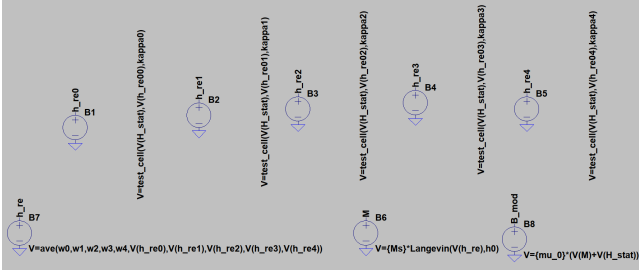 h_re0
B1
V=test_cell(V(H_stat),V(h_re00),kappa0)
h_re1
B2
V=test_cell(V(H_stat),V(h_re01),kappa1)
h_re2
B3
V=test_cell(V(H_stat),V(h_re02),kappa2)
h_re3
B4
V=test_cell(V(H_stat),V(h_re03),kappa3)
h_re4
B5
V=test_cell(V(H_stat),V(h_re04),kappa4)
h_re
B7
V=ave(w0,w1,w2,w3,w4,V(h_re0),V(h_re1),V(h_re2),V(h_re3),V(h_re4))
M
B6
V={Ms}*Langevin(V(h_re),h0)
B_mod
B8
V={mu_0}*(V(M)+V(H_stat))